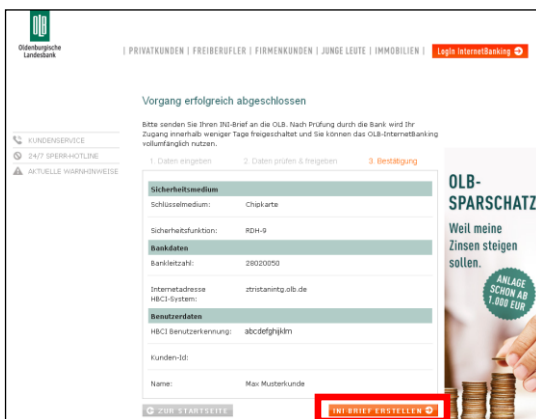 OLB
Oldenburgische
Landesbank
| PRIVATKUNDEN | FREIBERUFLER | FIRMENKUNDEN | JUNGE LEUTE | IMMOBILIEN |
LogIn InternetBanking
Vorgang erfolgreich abgeschlossen
Bitte senden Sie Ihren INI-Brief an die OLB. Nach Prüfung durch die Bank wird Ihr
Zugang innerhalb weniger Tage freigeschaltet und Sie können das OLB-InternetBanking
vollumfänglich nutzen.
KUNDENSERVICE
24/7 SPERR-HOTLINE
AKTUELLE WARNHINWEISE
1. Daten eingeben
2. Daten prüfen & freigeben
3. Bestätigung
Sicherheitsmedium
Schlüsselmedium: Chipkarte
Sicherheitsfunktion: RDH-9
Bankdaten
Bankleitzahl: 28020050
Internetadresse
HBCI-System: ztristanintg.olb.de
Benutzerdaten
HBCI Benutzerkennung: abcdefghijklm
Kunden-Id:
Name: Max Musterkunde
ZUR STARTSEITE
INI-BRIEF ERSTELLEN
OLB-
SPARSCHATZ
Weil meine
Zinsen steigen
sollen.
ANLAGE
SCHON AB
1.000 EUR